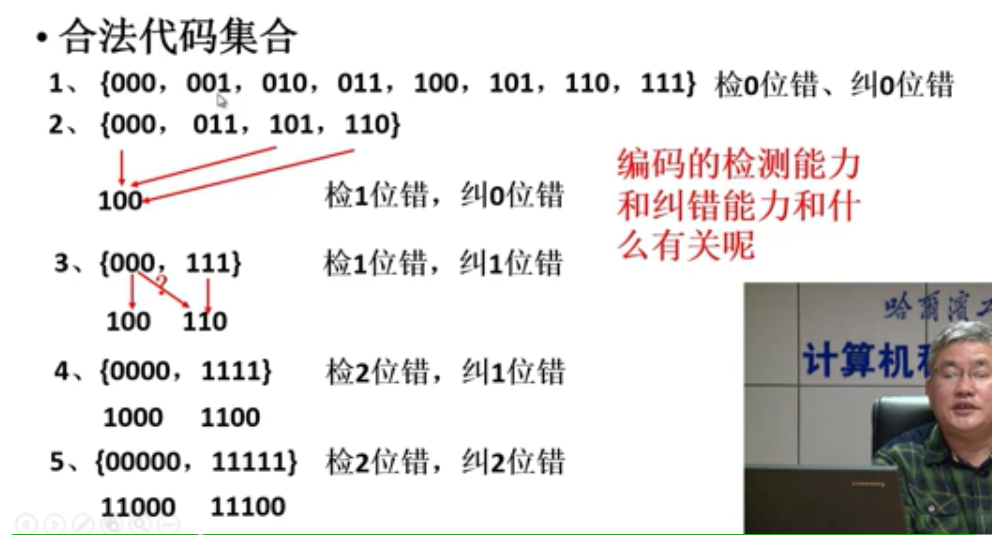 • 合法代码集合
1、 {000， 001， 010， 011， 100， 101， 110， 111} 检0位错、纠0位错
2、 {000， 011， 101， 110}
100 检1位错，纠0位错
编码的检测能力
和纠错能力和什
么有关呢
3、{000， 111} 检1位错，纠1位错
?
100 110
4、{0000， 1111} 检2位错，纠1位错
1000 1100
5、{00000， 11111} 检2位错，纠2位错
11000 11100
哈尔滨工
计算机科